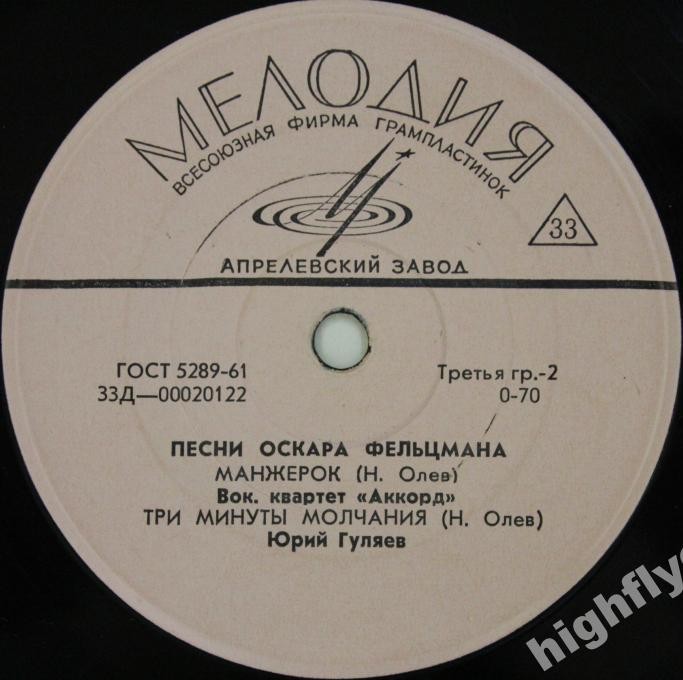 МЕЛОДИЯ
ВСЕСОЮЗНАЯ ФИРМА ГРАМПЛАСТИНОК
33
АПРЕЛЕВСКИЙ ЗАВОД
ГОСТ 5289-61
Третья гр.-2
33Д—00020122
0-70
ПЕСНИ ОСКАРА ФЕЛЬЦМАНА
МАНЖЕРОК (Н. Олев)
Вок. квартет «Аккорд»
ТРИ МИНУТЫ МОЛЧАНИЯ (Н. Олев)
Юрий Гуляев